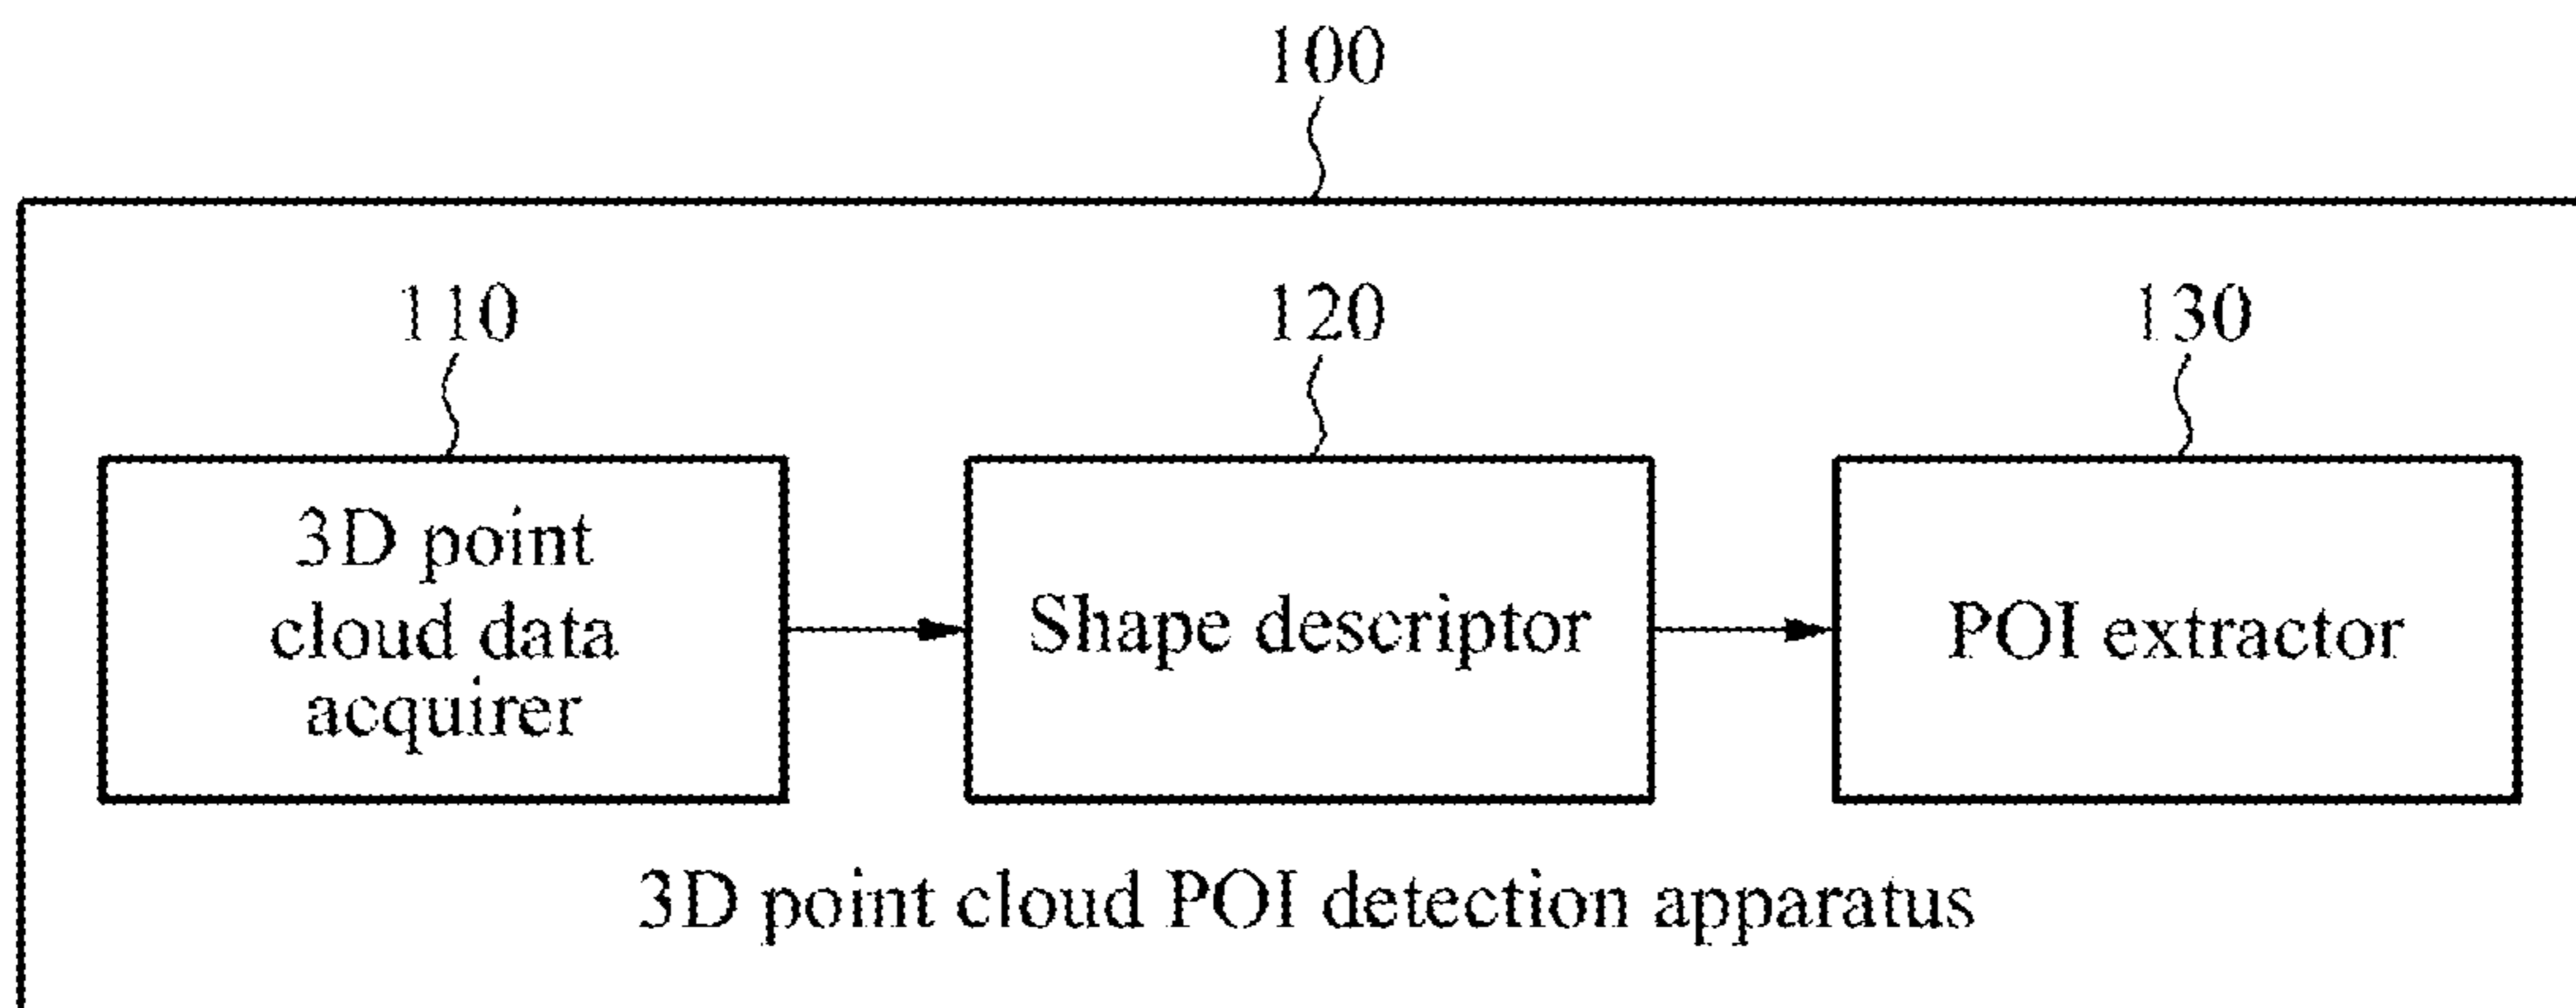 100
110
120
130
3D point
cloud data
acquirer
Shape descriptor
POI extractor
3D point cloud POI detection apparatus